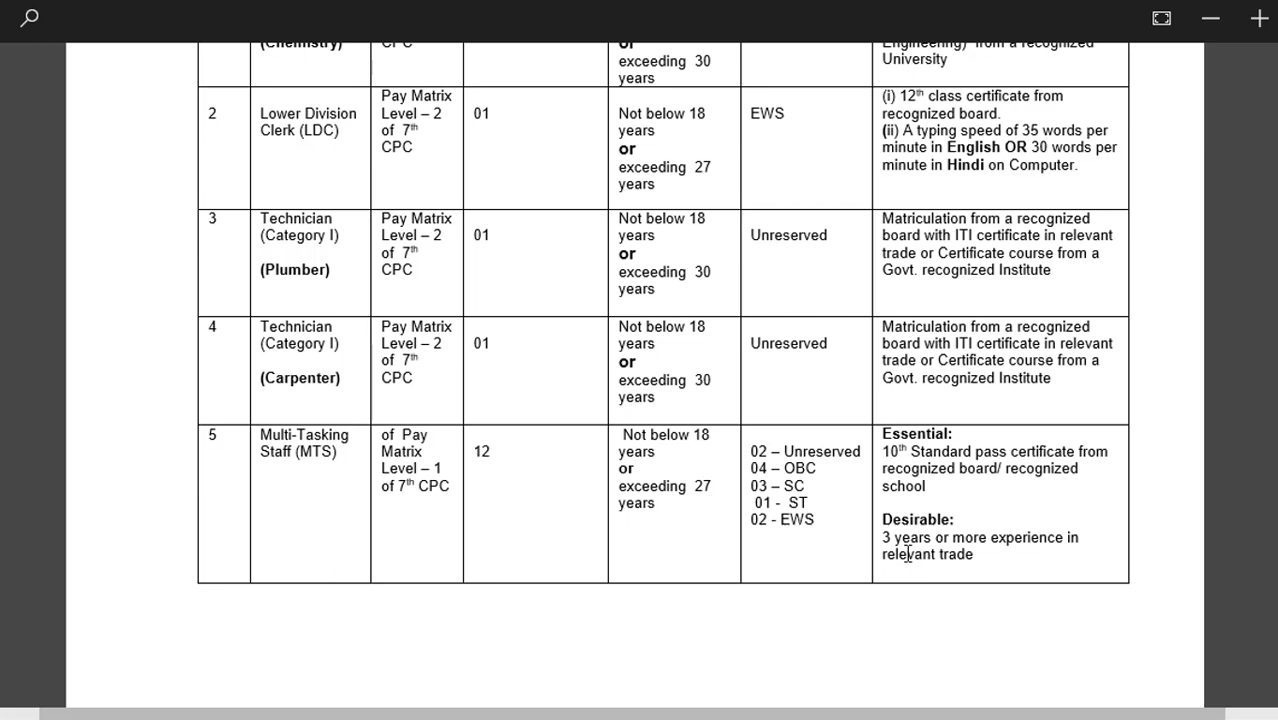 (Chemistry) CPC or Engineering) from a recognized
exceeding 30 University
years
2 Lower Division Clerk (LDC)
Pay Matrix
Level – 2
of 7th
CPC
01
Not below 18
years
or
exceeding 27
years
EWS
(i) 12th class certificate from
recognized board.
(ii) A typing speed of 35 words per
minute in English OR 30 words per
minute in Hindi on Computer.
3
Technician
(Category I)
(Plumber)
Pay Matrix
Level – 2
of 7th
CPC
01
Not below 18
years
or
exceeding 30
years
Unreserved
Matriculation from a recognized
board with ITI certificate in relevant
trade or Certificate course from a
Govt. recognized Institute
4
Technician
(Category I)
(Carpenter)
Pay Matrix
Level – 2
of 7th
CPC
01
Not below 18
years
or
exceeding 30
years
Unreserved
Matriculation from a recognized
board with ITI certificate in relevant
trade or Certificate course from a
Govt. recognized Institute
5
Multi-Tasking
Staff (MTS)
of Pay
Matrix
Level – 1
of 7th CPC
12
Not below 18
years
or
exceeding 27
years
02 – Unreserved
04 – OBC
03 – SC
01 - ST
02 - EWS
Essential:
10th Standard pass certificate from
recognized board/ recognized
school
Desirable:
3 years or more experience in
relevant trade